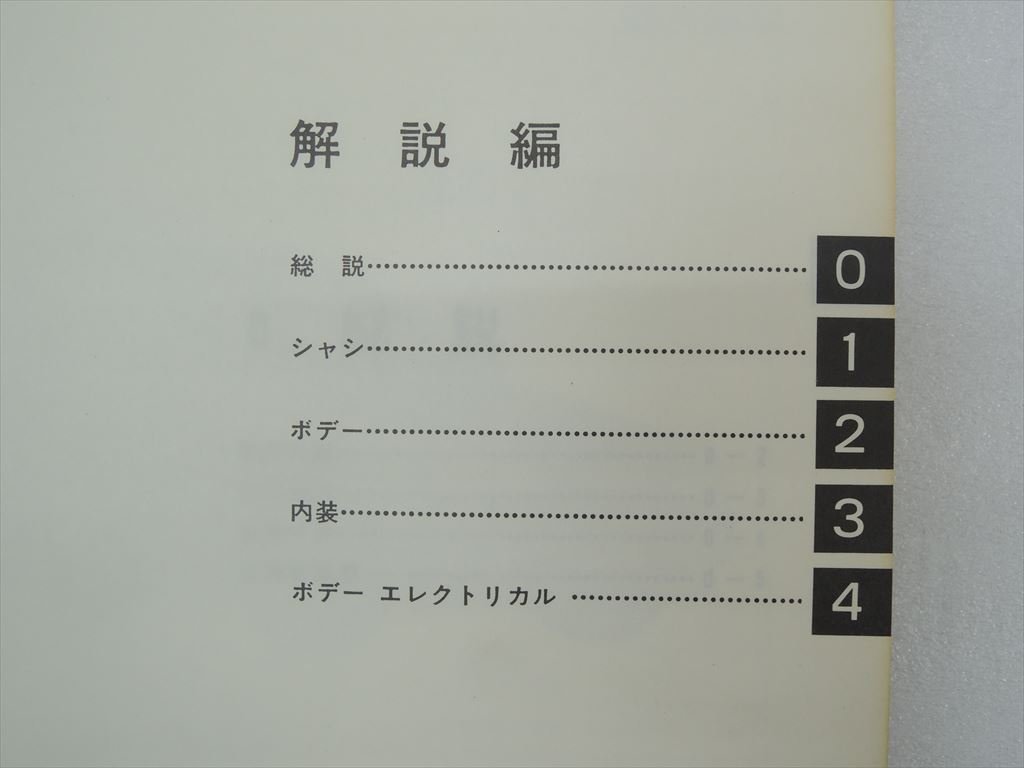 解 説 編
総 説…… 0
シャシ…… 1
ボデー…… 2
内装…… 3
ボデー エレクトリカル …… 4